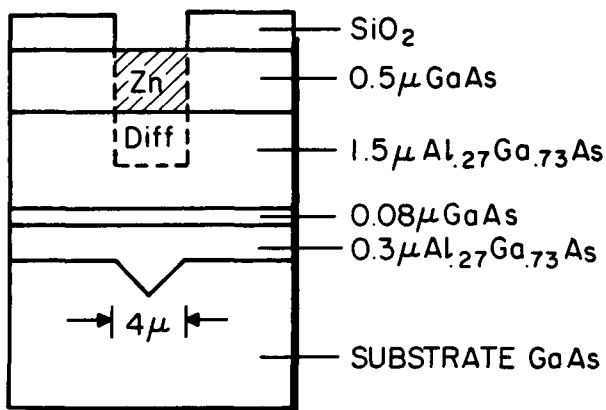 SiO₂
Zn
0.5μ GaAs
Diff
1.5μ Al.27Ga.73As
0.08μ GaAs
0.3μ Al.27Ga.73As
4μ
SUBSTRATE GaAs